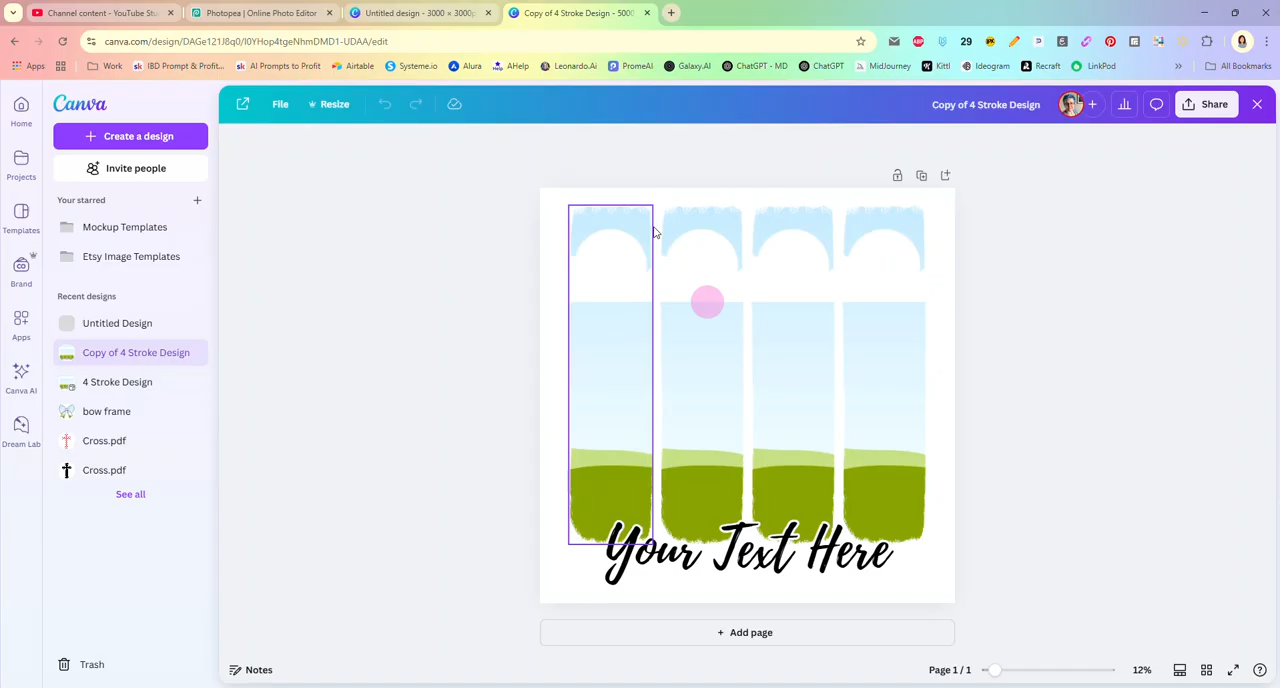 Channel content - YouTube Stu
Photopea | Online Photo Editor
Untitled design - 3000 × 3000p
Copy of 4 Stroke Design - 5000
canva.com/design/DAGe121J8q0/I0YHop4tgeNhmDMD1-UDAA/edit
29
Apps
Work
IBD Prompt & Profit...
AI Prompts to Profit
Airtable
Systeme.io
Alura
AHelp
Leonardo.Ai
PromeAI
Galaxy.AI
ChatGPT - MD
ChatGPT
MidJourney
Kittl
Ideogram
Recraft
LinkPod
All Bookmarks
Home
Projects
Templates
Brand
Apps
Canva AI
Dream Lab
Canva
Create a design
Invite people
Your starred
Mockup Templates
Etsy Image Templates
Recent designs
Untitled Design
Copy of 4 Stroke Design
4 Stroke Design
bow frame
Cross.pdf
Cross.pdf
See all
Trash
File
Resize
Copy of 4 Stroke Design
Share
Your Text Here
+ Add page
Notes
Page 1 / 1
12%